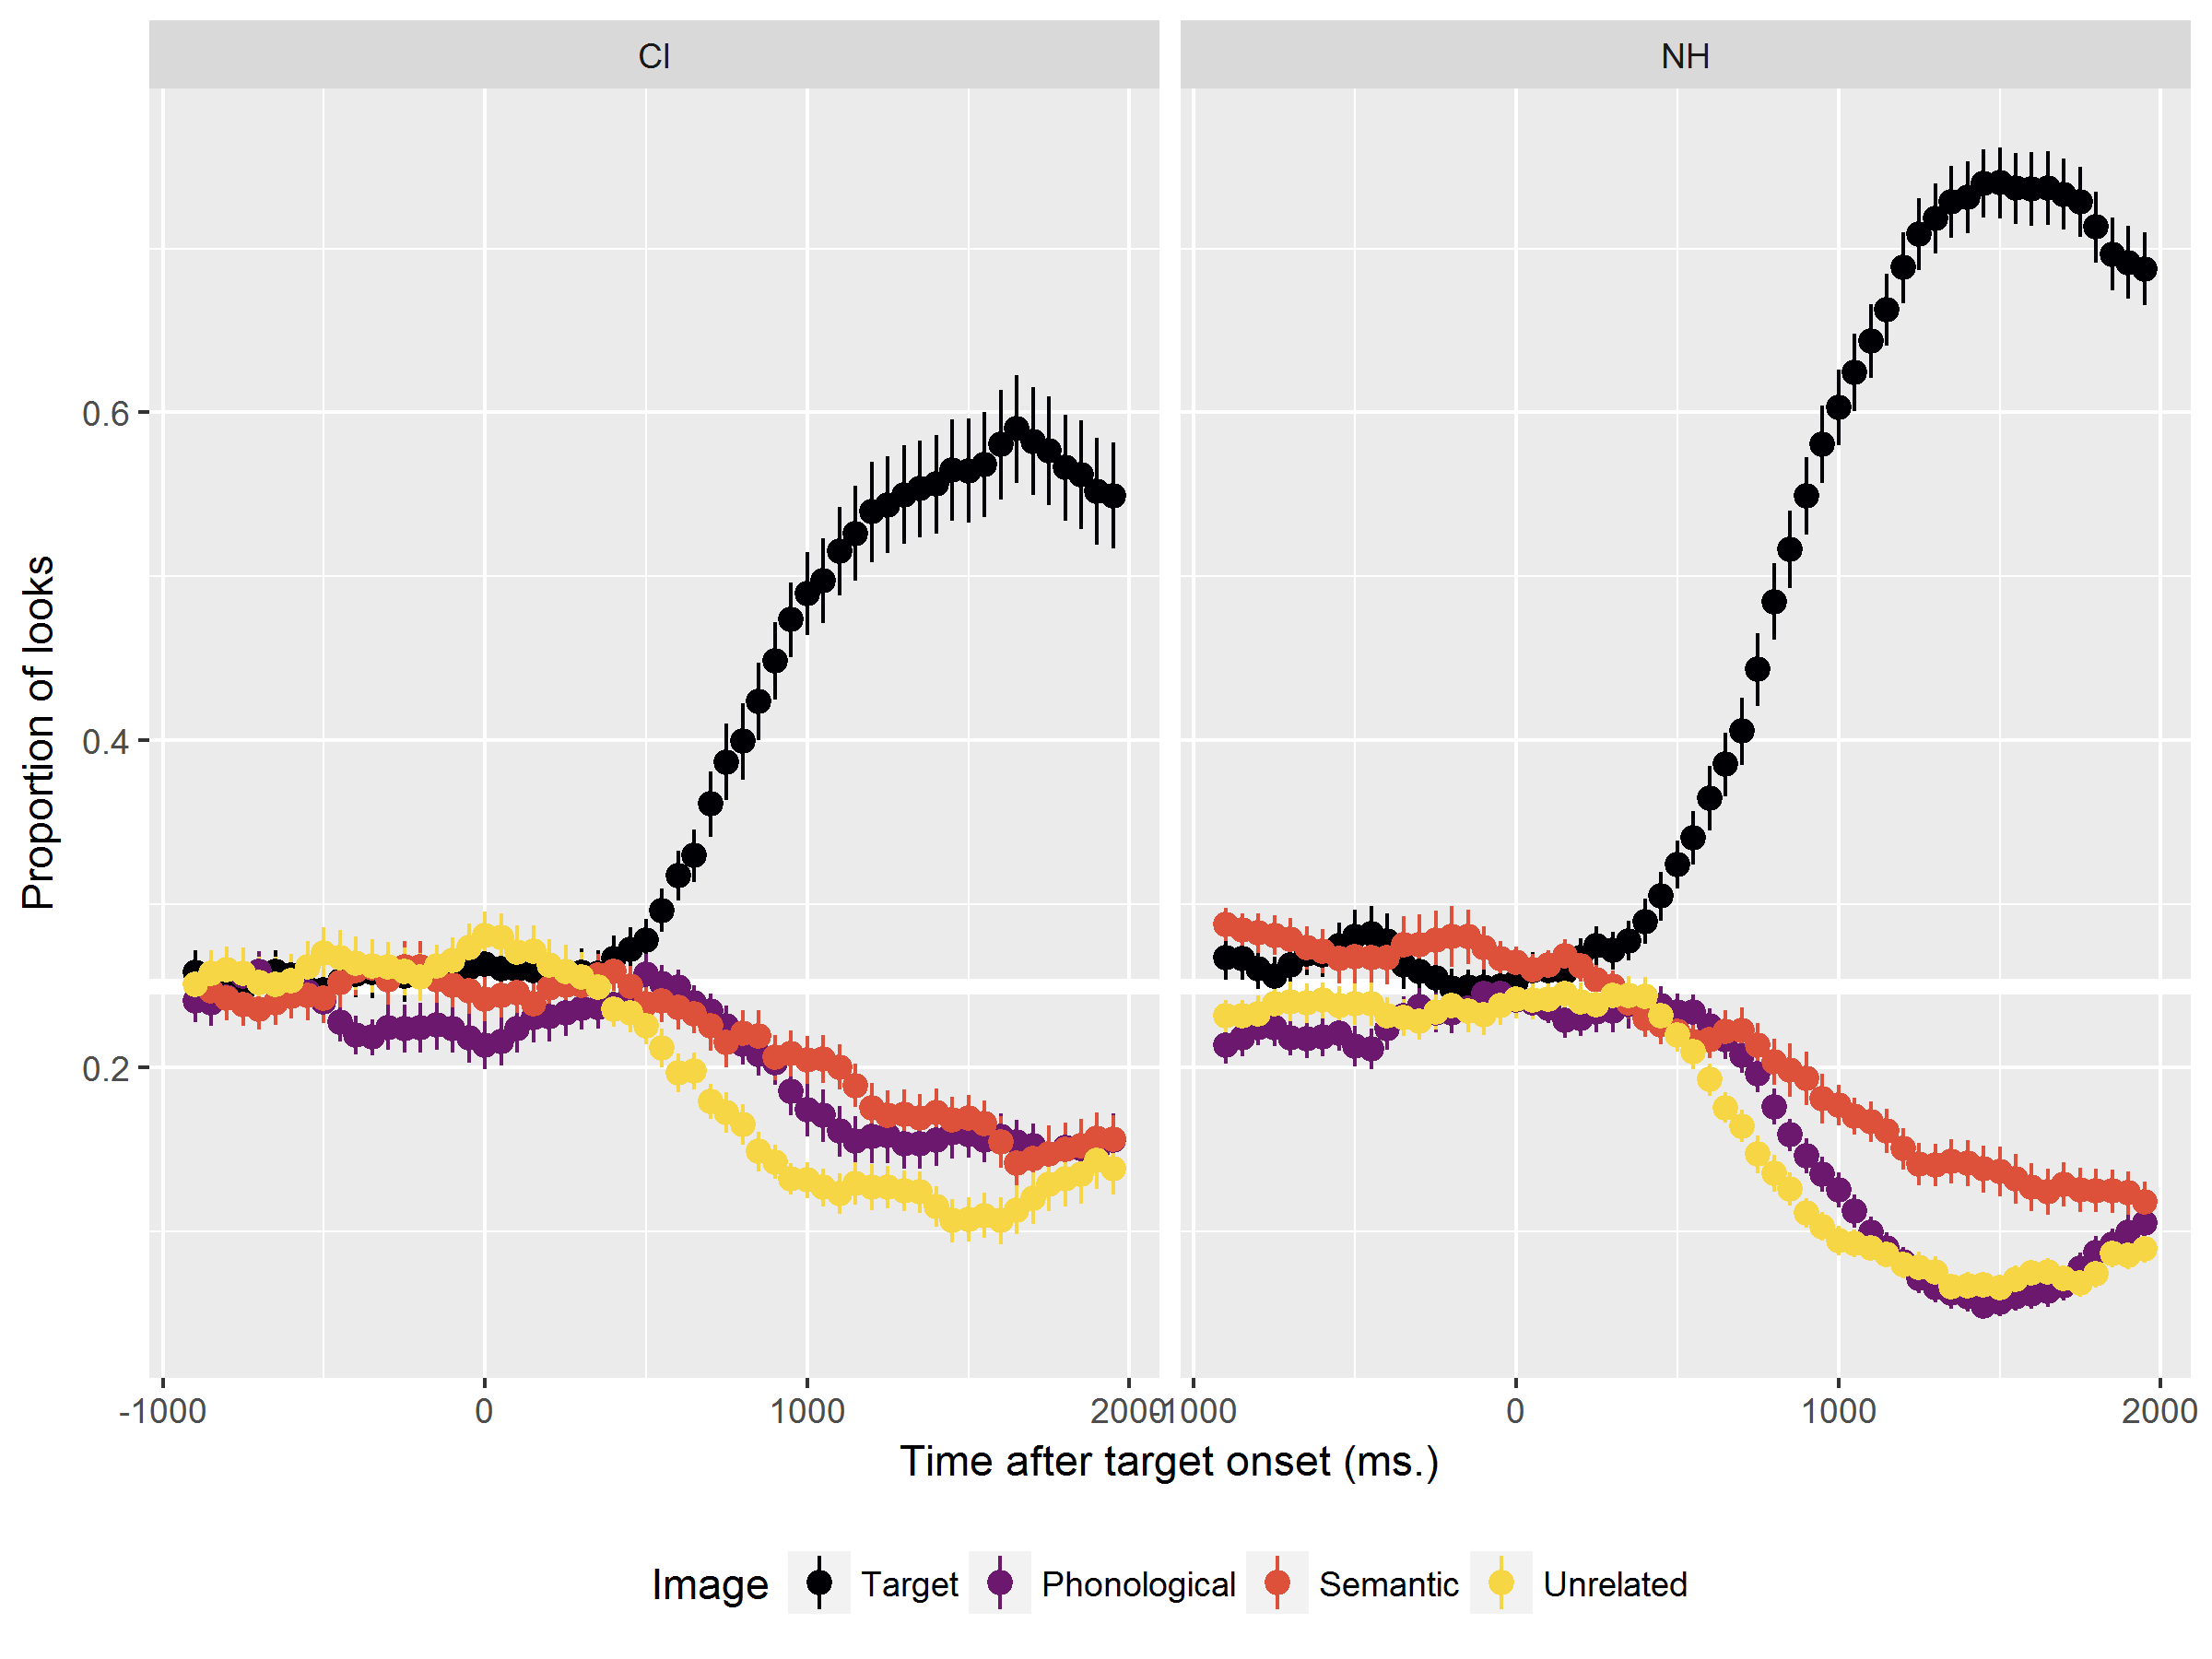 CI NH
Proportion of looks
0.6
0.4
0.2
-1000 0 1000 2000 -1000 0 1000 2000
Time after target onset (ms.)
Image Target Phonological Semantic Unrelated